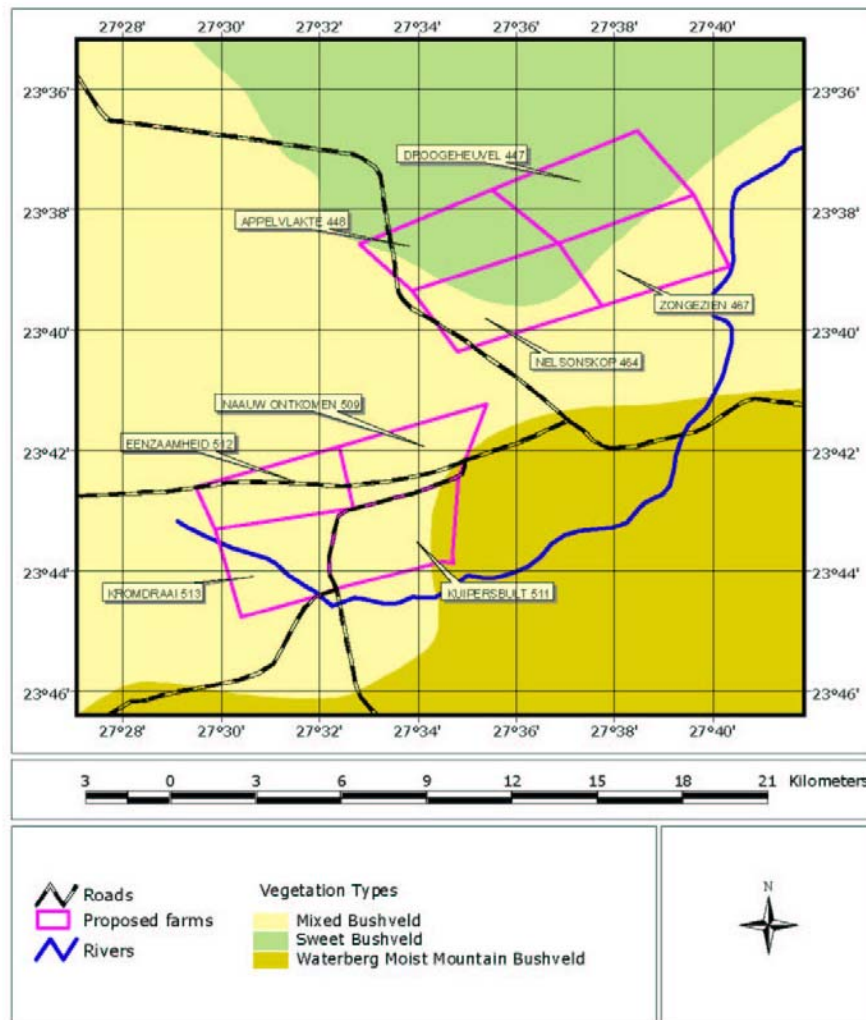 27°28' 27°30' 27°32' 27°34' 27°36' 27°38' 27°40'
23°36' 23°36'
DROOGEHEUVEL 447
23°38' 23°38'
APPELVLAKTE 448
ZONGEZIEN 467
23°40' 23°40'
NELSONSKOP 464
NAAUW ONTKOMEN 509
23°42' 23°42'
EENZAAMHEID 512
23°44' 23°44'
KROMDRAAI 513
KUIPERSBULT 511
23°46' 23°46'
27°28' 27°30' 27°32' 27°34' 27°36' 27°38' 27°40'
3 0 3 6 9 12 15 18 21 Kilometers
Roads
Proposed farms
Rivers
Vegetation Types
Mixed Bushveld
Sweet Bushveld
Waterberg Moist Mountain Bushveld
N